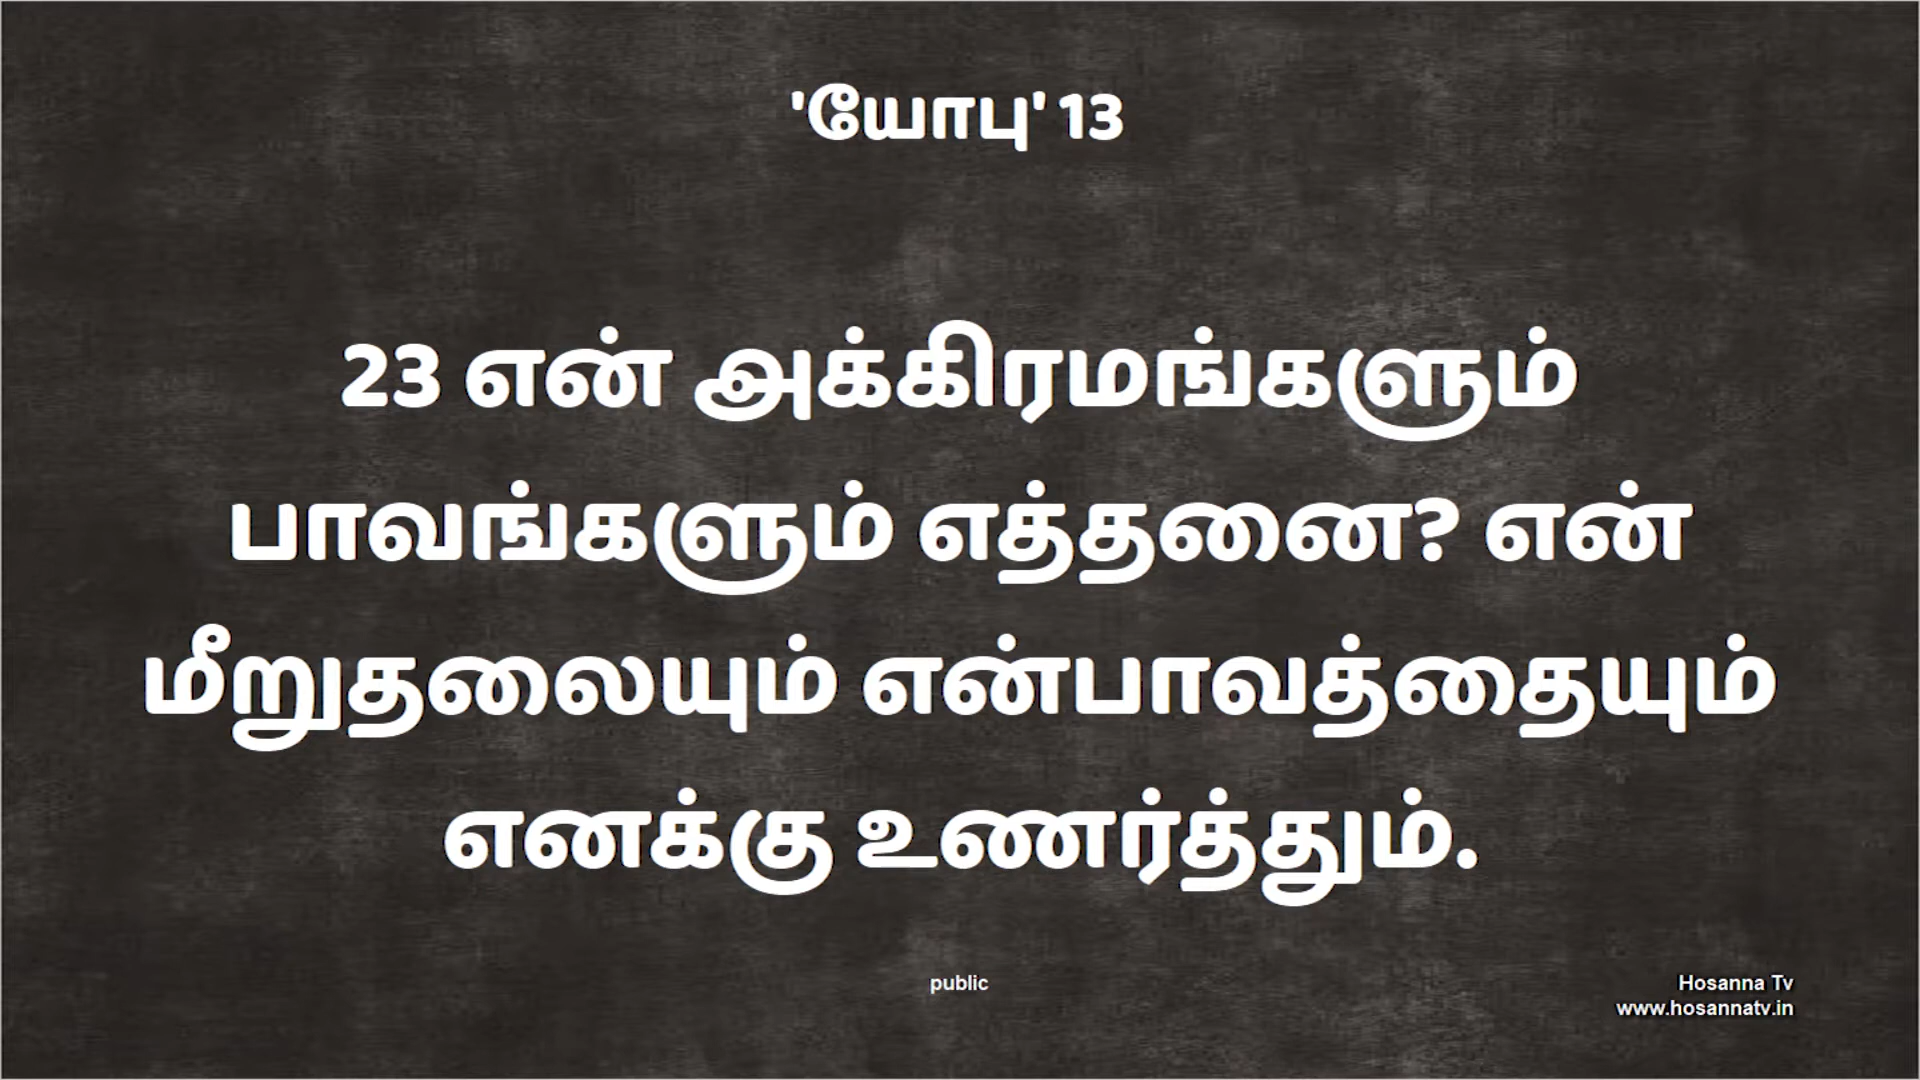 'யோபு' 13
23 என் அக்கிரமங்களும்
பாவங்களும் எத்தனை? என்
மீறுதலையும் என்பாவத்தையும்
எனக்கு உணர்த்தும்.
public
Hosanna Tv
www.hosannatv.in